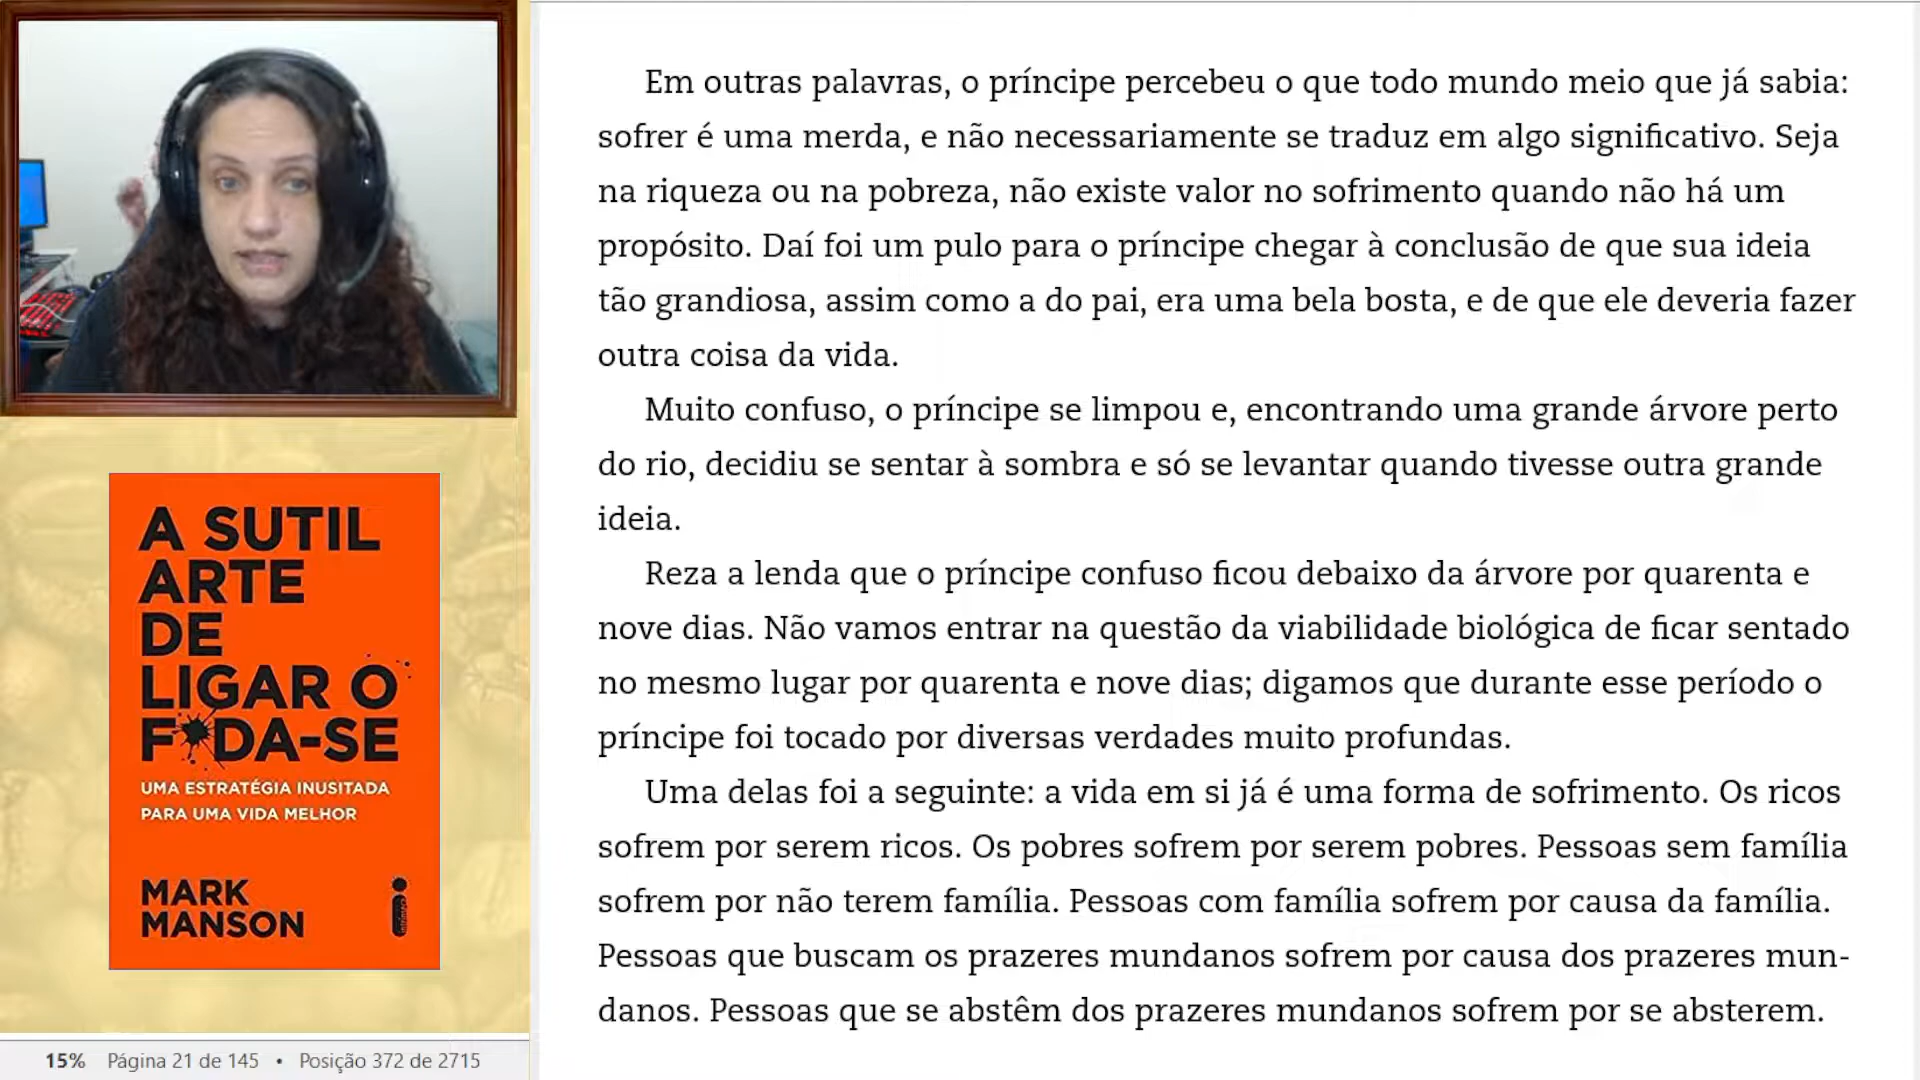 Em outras palavras, o príncipe percebeu o que todo mundo meio que já sabia:
sofrer é uma merda, e não necessariamente se traduz em algo significativo. Seja
na riqueza ou na pobreza, não existe valor no sofrimento quando não há um
propósito. Daí foi um pulo para o príncipe chegar à conclusão de que sua ideia
tão grandiosa, assim como a do pai, era uma bela bosta, e de que ele deveria fazer
outra coisa da vida.
Muito confuso, o príncipe se limpou e, encontrando uma grande árvore perto
do rio, decidiu se sentar à sombra e só se levantar quando tivesse outra grande
ideia.
Reza a lenda que o príncipe confuso ficou debaixo da árvore por quarenta e
nove dias. Não vamos entrar na questão da viabilidade biológica de ficar sentado
no mesmo lugar por quarenta e nove dias; digamos que durante esse período o
príncipe foi tocado por diversas verdades muito profundas.
Uma delas foi a seguinte: a vida em si já é uma forma de sofrimento. Os ricos
sofrem por serem ricos. Os pobres sofrem por serem pobres. Pessoas sem família
sofrem por não terem família. Pessoas com família sofrem por causa da família.
Pessoas que buscam os prazeres mundanos sofrem por causa dos prazeres mun-
danos. Pessoas que se abstêm dos prazeres mundanos sofrem por se absterem.
A SUTIL
ARTE
DE
LIGAR O
F*DA-SE
UMA ESTRATÉGIA INUSITADA
PARA UMA VIDA MELHOR
MARK
MANSON
15% Página 21 de 145 • Posição 372 de 2715